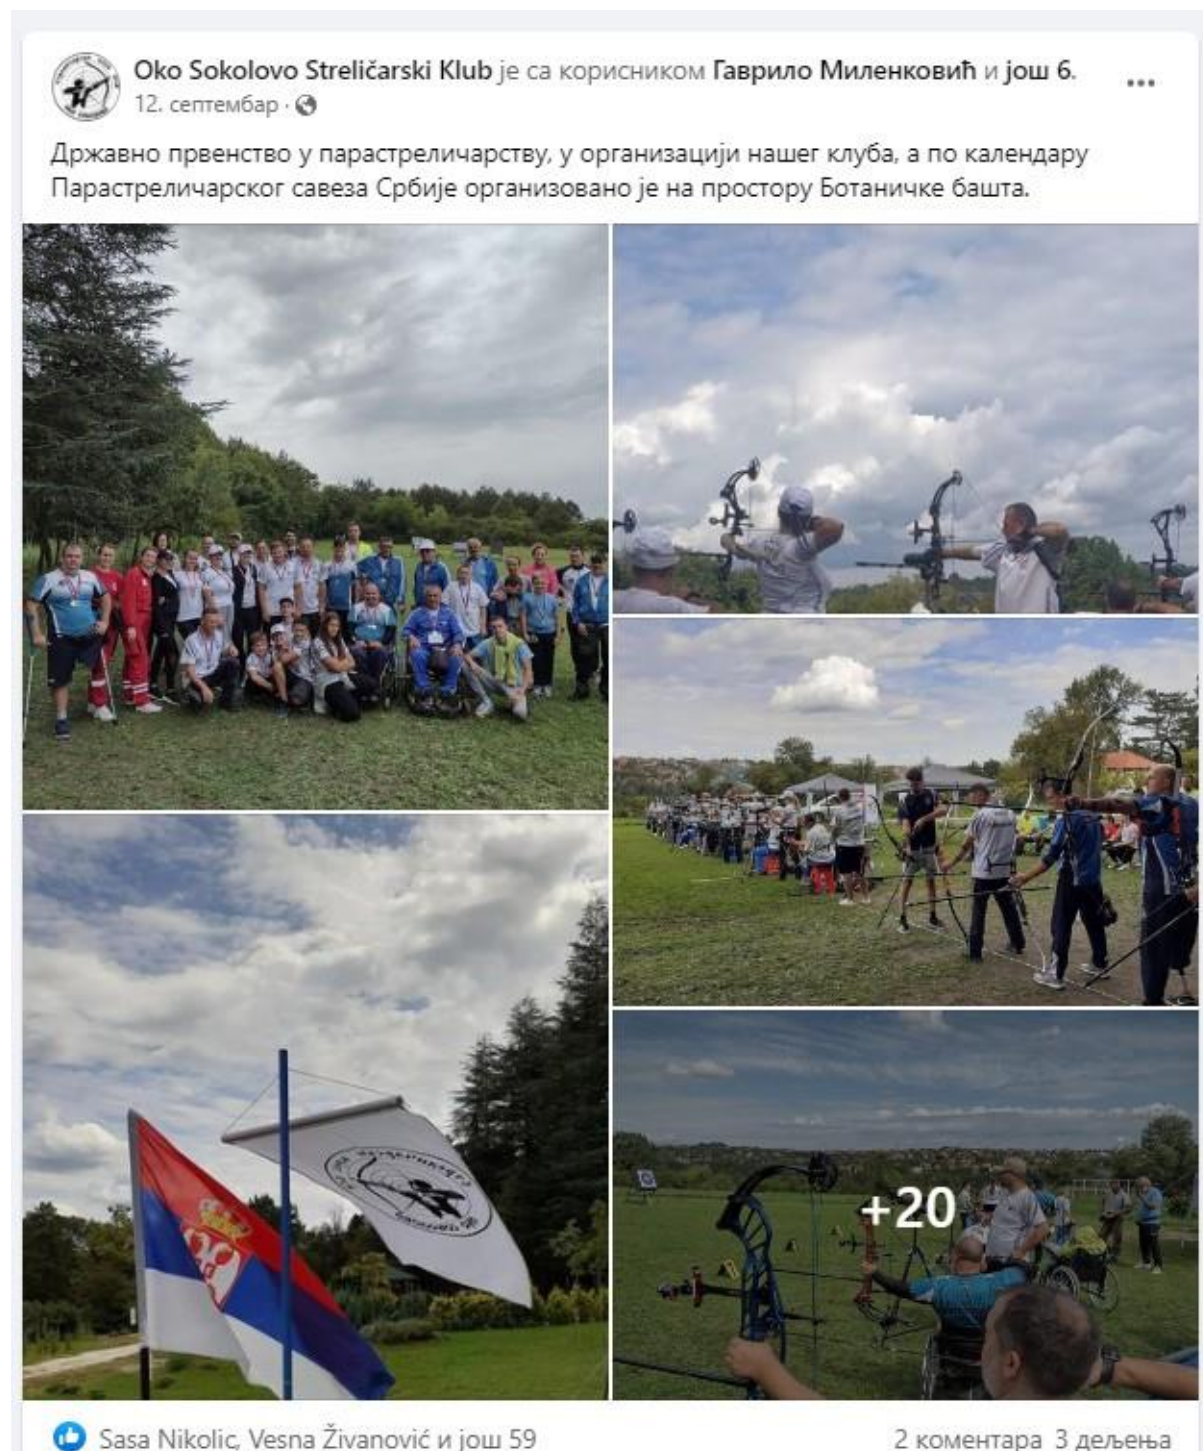 Oko Sokolovo Streličarski Klub је са корисником Гаврило Миленковић и још 6.
12. септембар ·
Државно првенство у парастреличарству, у организацији нашег клуба, а по календару
Парастреличарског савеза Србије организовано је на простору Ботаничке башта.
+20
Sasa Nikolic, Vesna Živanović и још 59
2 коментара 3 дељења